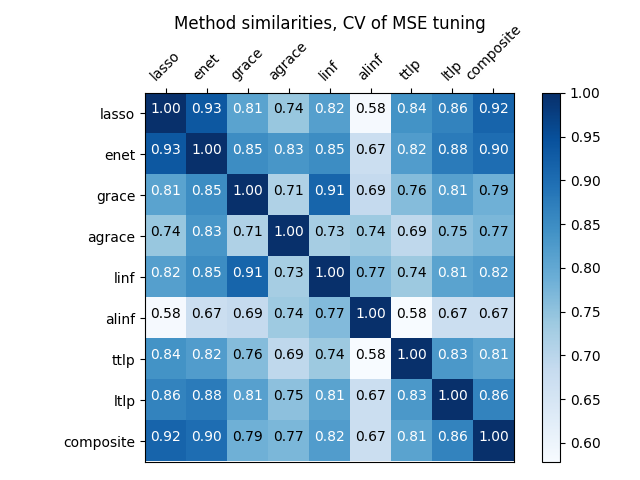 Method similarities, CV of MSE tuning
lasso enet grace agrace linf alinf ttlp ltlp composite
lasso 1.00 0.93 0.81 0.74 0.82 0.58 0.84 0.86 0.92
enet 0.93 1.00 0.85 0.83 0.85 0.67 0.82 0.88 0.90
grace 0.81 0.85 1.00 0.71 0.91 0.69 0.76 0.81 0.79
agrace 0.74 0.83 0.71 1.00 0.73 0.74 0.69 0.75 0.77
linf 0.82 0.85 0.91 0.73 1.00 0.77 0.74 0.81 0.82
alinf 0.58 0.67 0.69 0.74 0.77 1.00 0.58 0.67 0.67
ttlp 0.84 0.82 0.76 0.69 0.74 0.58 1.00 0.83 0.81
ltlp 0.86 0.88 0.81 0.75 0.81 0.67 0.83 1.00 0.86
composite 0.92 0.90 0.79 0.77 0.82 0.67 0.81 0.86 1.00
1.00
0.95
0.90
0.85
0.80
0.75
0.70
0.65
0.60